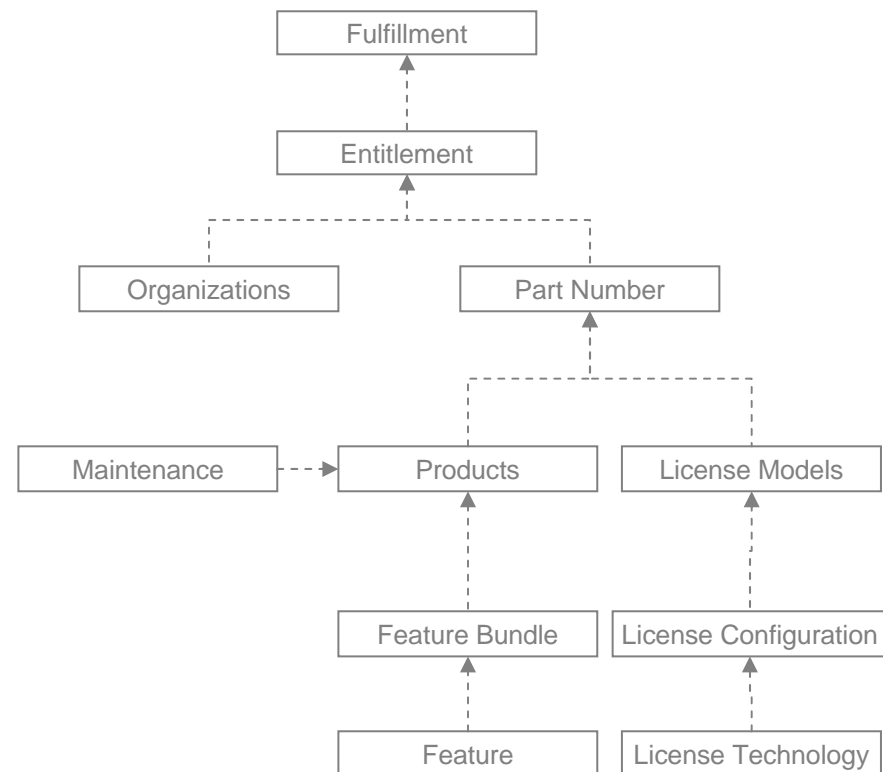 Fulfillment
Entitlement
Organizations
Part Number
Maintenance
Products
License Models
Feature Bundle
License Configuration
Feature
License Technology